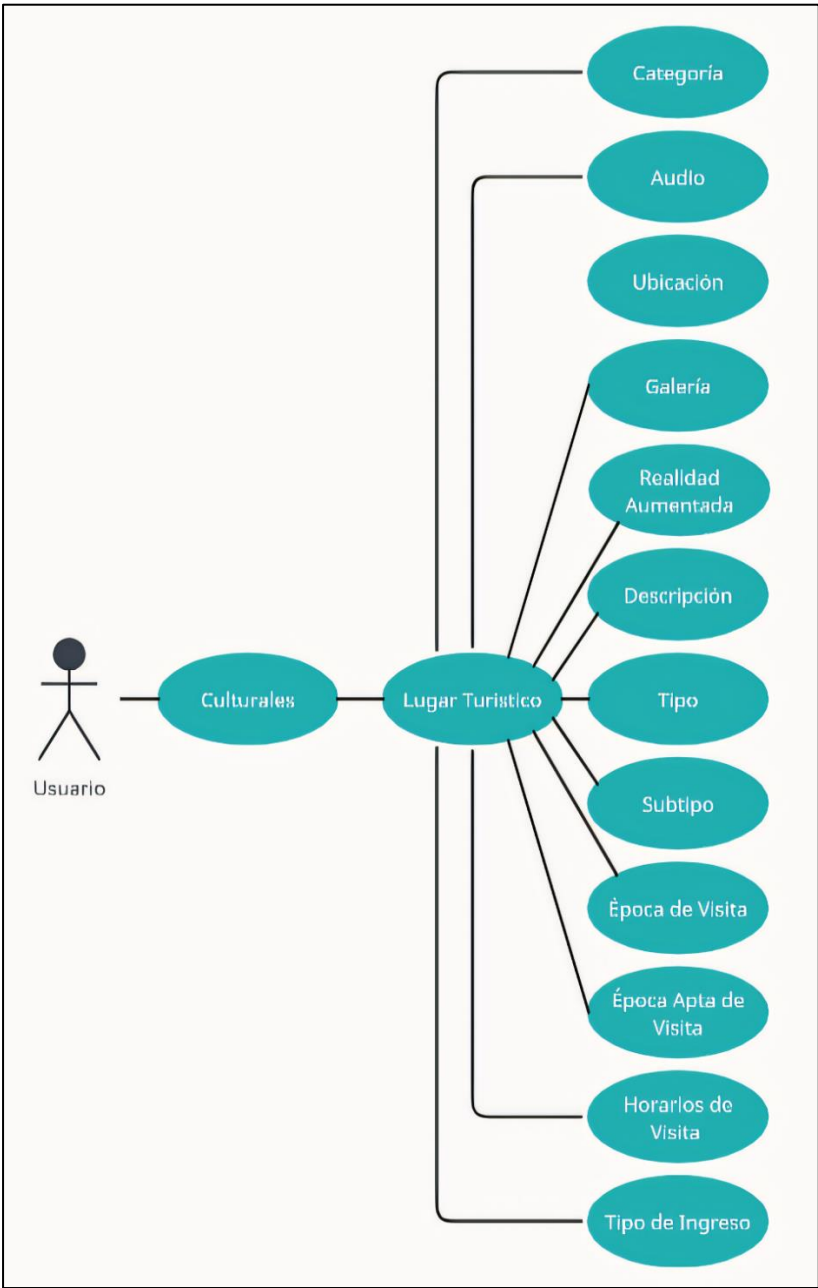 Categoría
Audio
Ubicación
Galería
Realidad
Aumentada
Descripción
Usuario
Culturales
Lugar Turístico
Tipo
Subtipo
Época de Visita
Época Apta de
Visita
Horarios de
Visita
Tipo de Ingreso